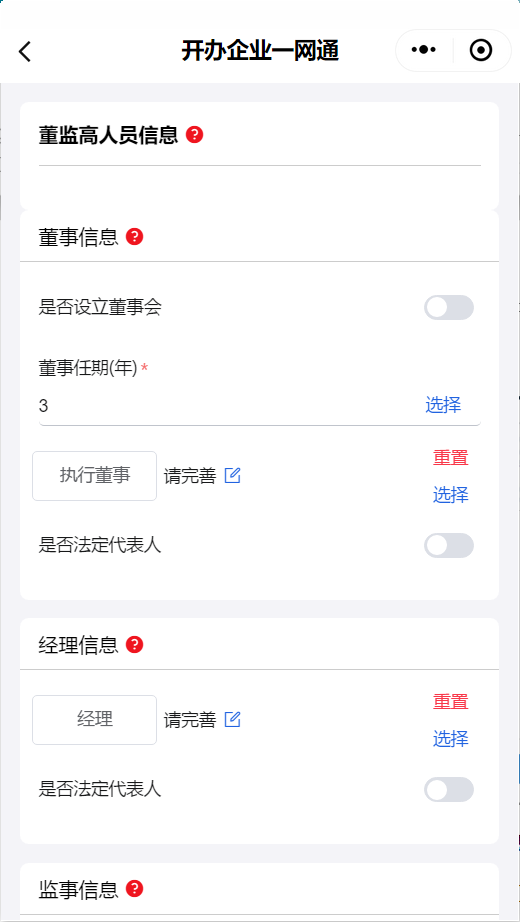 开办企业一网通
董监高人员信息 ?
董事信息 ?
是否设立董事会
董事任期(年) *
3 选择
执行董事 请完善 重置
选择
是否法定代表人
经理信息 ?
经理 请完善 重置
选择
是否法定代表人
监事信息 ?